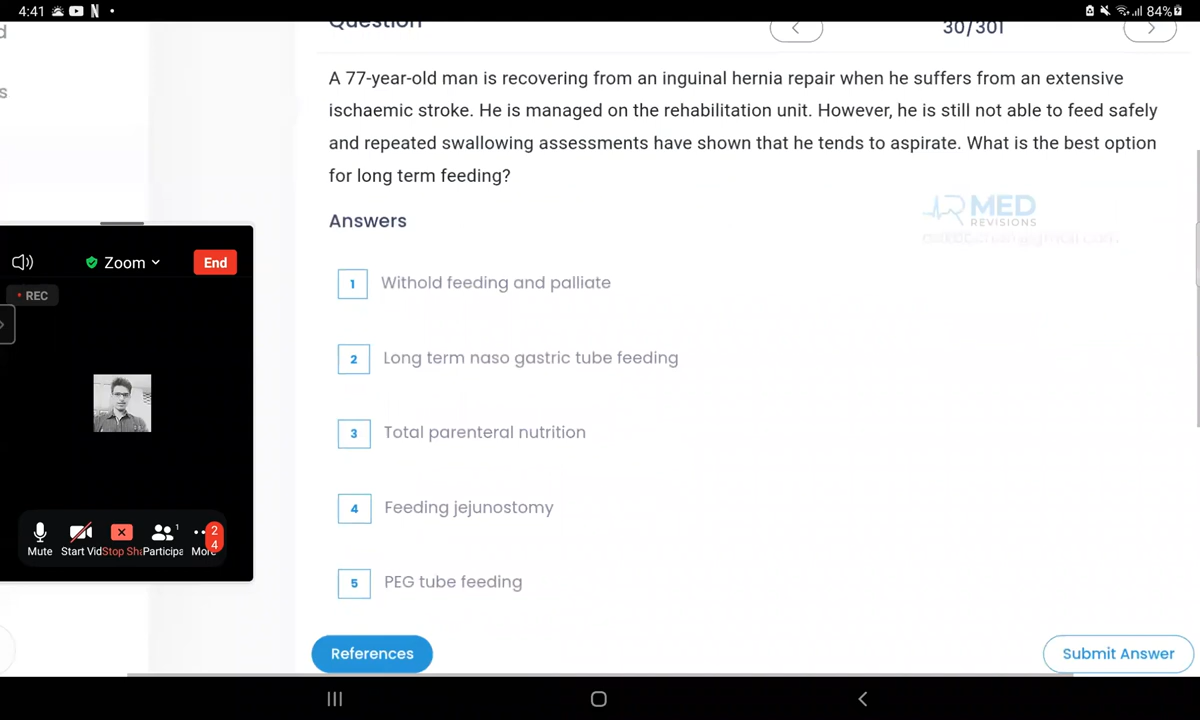 4:41
84%
Question
30/301
A 77-year-old man is recovering from an inguinal hernia repair when he suffers from an extensive
ischaemic stroke. He is managed on the rehabilitation unit. However, he is still not able to feed safely
and repeated swallowing assessments have shown that he tends to aspirate. What is the best option
for long term feeding?
MED
REVISIONS
Answers
1 Withold feeding and palliate
2 Long term naso gastric tube feeding
3 Total parenteral nutrition
4 Feeding jejunostomy
5 PEG tube feeding
References
Submit Answer
Zoom
End
REC
Mute
Start Vid
Stop Sha
Participa
1
More
24